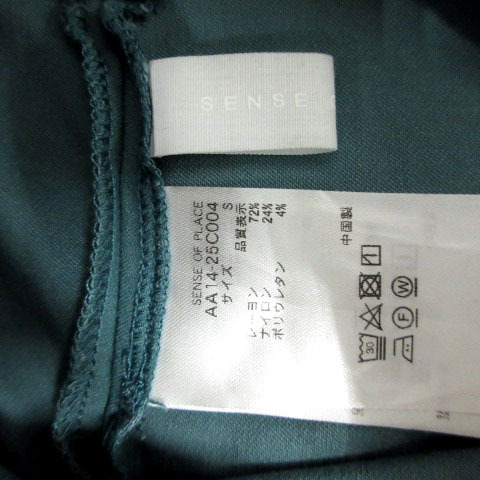 SENSE
SENSE OF PLACE
AA14-25C004
サイズ S
品質表示
レーヨン 72%
ナイロン 24%
ポリウレタン 4%
中国製
30
F
W